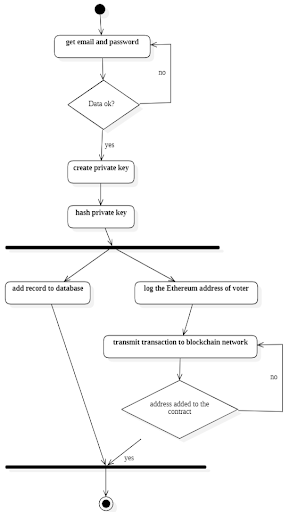 get email and password
no
Data ok?
yes
create private key
hash private key
add record to database
log the Ethereum address of voter
transmit transaction to blockchain network
no
address added to the
contract
yes